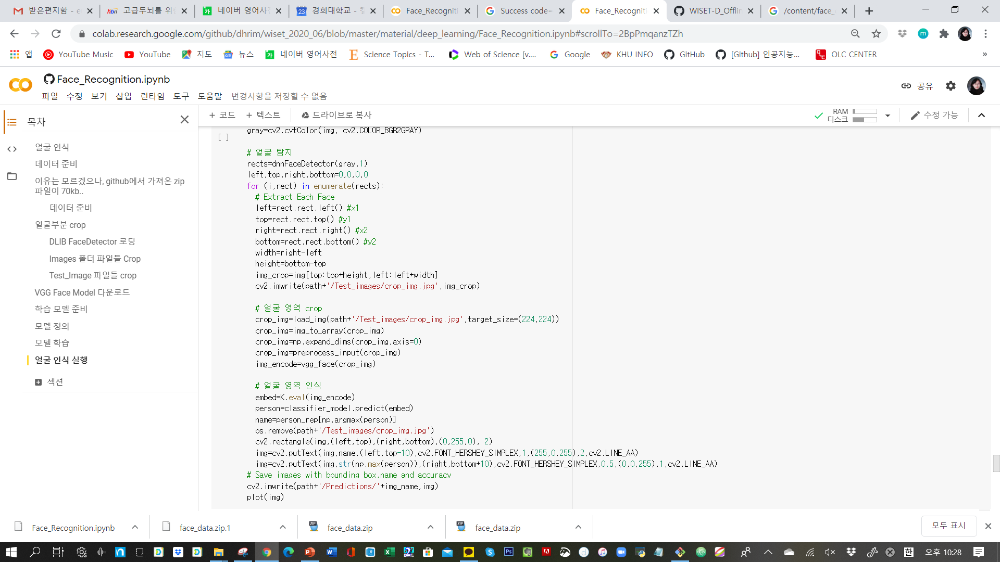 받은편지함 - e
hbn 고급두뇌를 위한
네이버 영어사전
23 경희대학교 - 캘
Face_Recognitio
Success code=
Face_Recognitio
WISET-D_Offlin
/content/face_
colab.research.google.com/github/dhrim/wiset_2020_06/blob/master/material/deep_learning/Face_Recognition.ipynb#scrollTo=2BpPmqanzTZh
앱 YouTube Music YouTube 지도 뉴스 네이버 영어사전 Science Topics - T... Web of Science [v.... Google KHU INFO GitHub [Github] 인공지능... OLC CENTER »
Face_Recognition.ipynb
공유
파일 수정 보기 삽입 런타임 도구 도움말 변경사항을 저장할 수 없음
+ 코드 + 텍스트 드라이브로 복사
RAM
디스크
수정 가능
목차
얼굴 인식
데이터 준비
이유는 모르겠으나, github에서 가져온 zip
파일이 70kb..
데이터 준비
얼굴부분 crop
DLIB FaceDetector 로딩
Images 폴더 파일들 Crop
Test_Image 파일들 crop
VGG Face Model 다운로드
학습 모델 준비
모델 정의
모델 학습
얼굴 인식 실행
섹션
gray=cv2.cvtColor(img, cv2.COLOR_BGR2GRAY)
[ ]
# 얼굴 탐지
rects=dnnFaceDetector(gray,1)
left,top,right,bottom=0,0,0,0
for (i,rect) in enumerate(rects):
# Extract Each Face
left=rect.rect.left() #x1
top=rect.rect.top() #y1
right=rect.rect.right() #x2
bottom=rect.rect.bottom() #y2
width=right-left
height=bottom-top
img_crop=img[top:top+height,left:left+width]
cv2.imwrite(path+'/Test_images/crop_img.jpg',img_crop)
# 얼굴 영역 crop
crop_img=load_img(path+'/Test_images/crop_img.jpg',target_size=(224,224))
crop_img=img_to_array(crop_img)
crop_img=np.expand_dims(crop_img,axis=0)
crop_img=preprocess_input(crop_img)
img_encode=vgg_face(crop_img)
# 얼굴 영역 인식
embed=K.eval(img_encode)
person=classifier_model.predict(embed)
name=person_rep[np.argmax(person)]
os.remove(path+'/Test_images/crop_img.jpg')
cv2.rectangle(img,(left,top),(right,bottom),(0,255,0), 2)
img=cv2.putText(img,name,(left,top-10),cv2.FONT_HERSHEY_SIMPLEX,1,(255,0,255),2,cv2.LINE_AA)
img=cv2.putText(img,str(np.max(person)),(right,bottom+10),cv2.FONT_HERSHEY_SIMPLEX,0.5,(0,0,255),1,cv2.LINE_AA)
# Save images with bounding box,name and accuracy
cv2.imwrite(path+'/Predictions/'+img_name,img)
plot(img)
Face_Recognition.ipynb
face_data.zip.1
face_data.zip
face_data.zip
모두 표시
한 오후 10:28